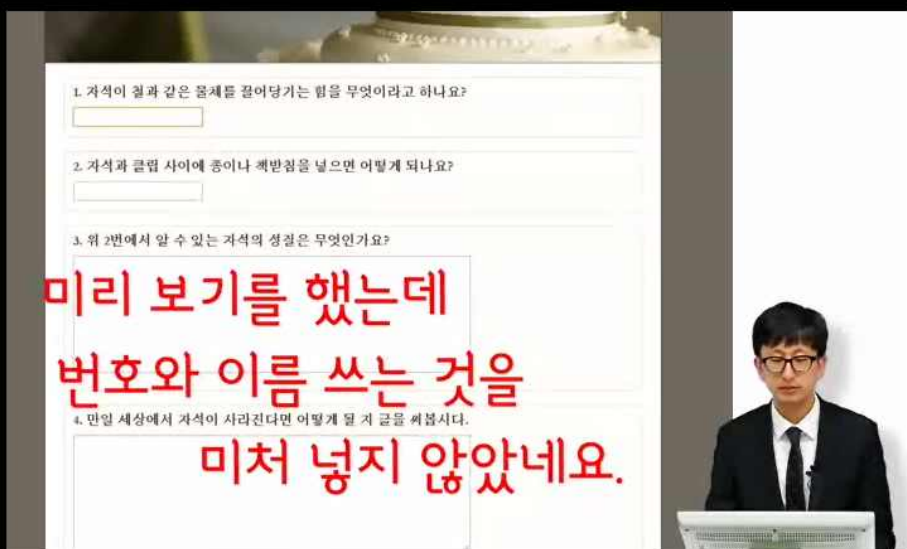 1. 자석이 철과 같은 물체를 끌어당기는 힘을 무엇이라고 하나요?
2. 자석과 클립 사이에 종이나 책받침을 넣으면 어떻게 되나요?
3. 위 2번에서 알 수 있는 자석의 성질은 무엇인가요?
미리 보기를 했는데
번호와 이름 쓰는 것을
4. 만일 세상에서 자석이 사라진다면 어떻게 될 지 글을 써봅시다.
미처 넣지 않았네요.